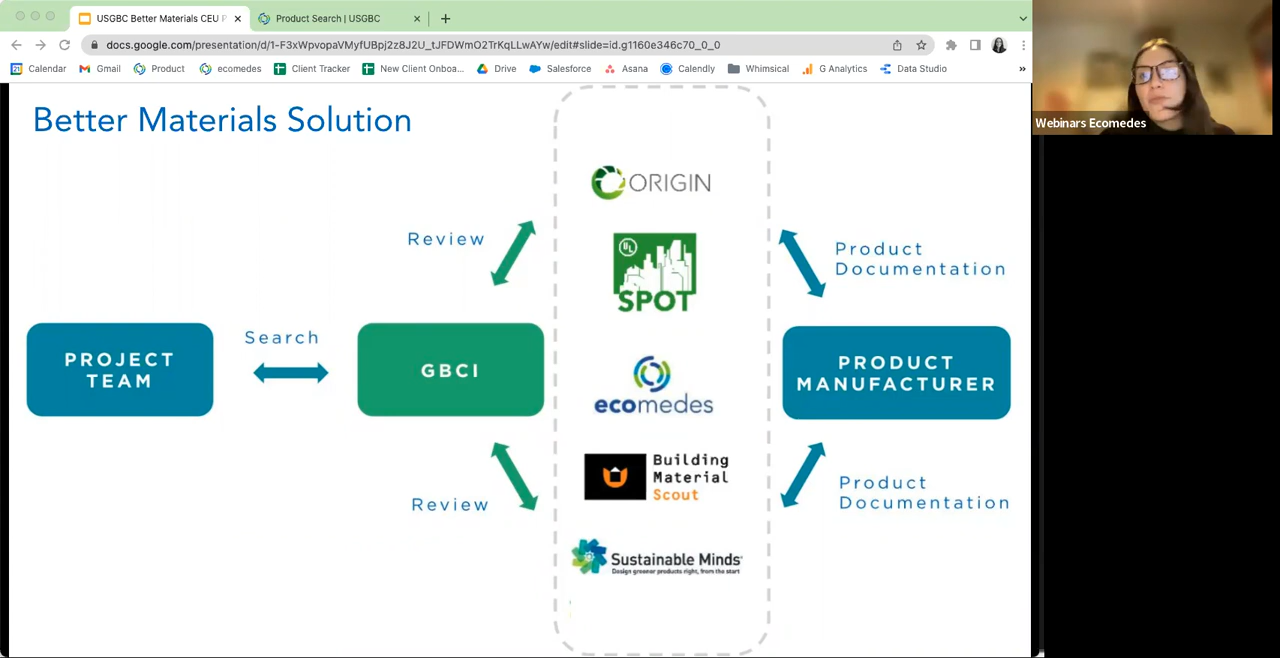 USGBC Better Materials CEU P
Product Search | USGBC
docs.google.com/presentation/d/1-F3xWpvopaVMyfUBpj2z8J2U_tJFDWmO2TrKqLLwAYw/edit#slide=id.g1160e346c70_0_0
Calendar
Gmail
Product
ecomedes
Client Tracker
New Client Onboa...
Drive
Salesforce
Asana
Calendly
Whimsical
G Analytics
Data Studio
»
Webinars Ecomedes
Better Materials Solution
ORIGIN
Review
UL
SPOT
Product
Documentation
Search
PROJECT
TEAM
GBCI
ecomedes
PRODUCT
MANUFACTURER
Building
Material
Scout
Review
Product
Documentation
Sustainable Minds
Design greener products right, from the start